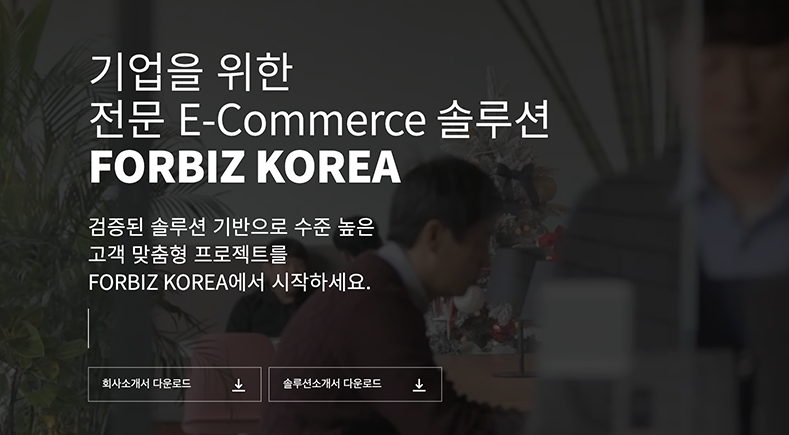 기업을 위한
전문 E-Commerce 솔루션
FORBIZ KOREA
검증된 솔루션 기반으로 수준 높은
고객 맞춤형 프로젝트를
FORBIZ KOREA에서 시작하세요.
회사소개서 다운로드
솔루션소개서 다운로드